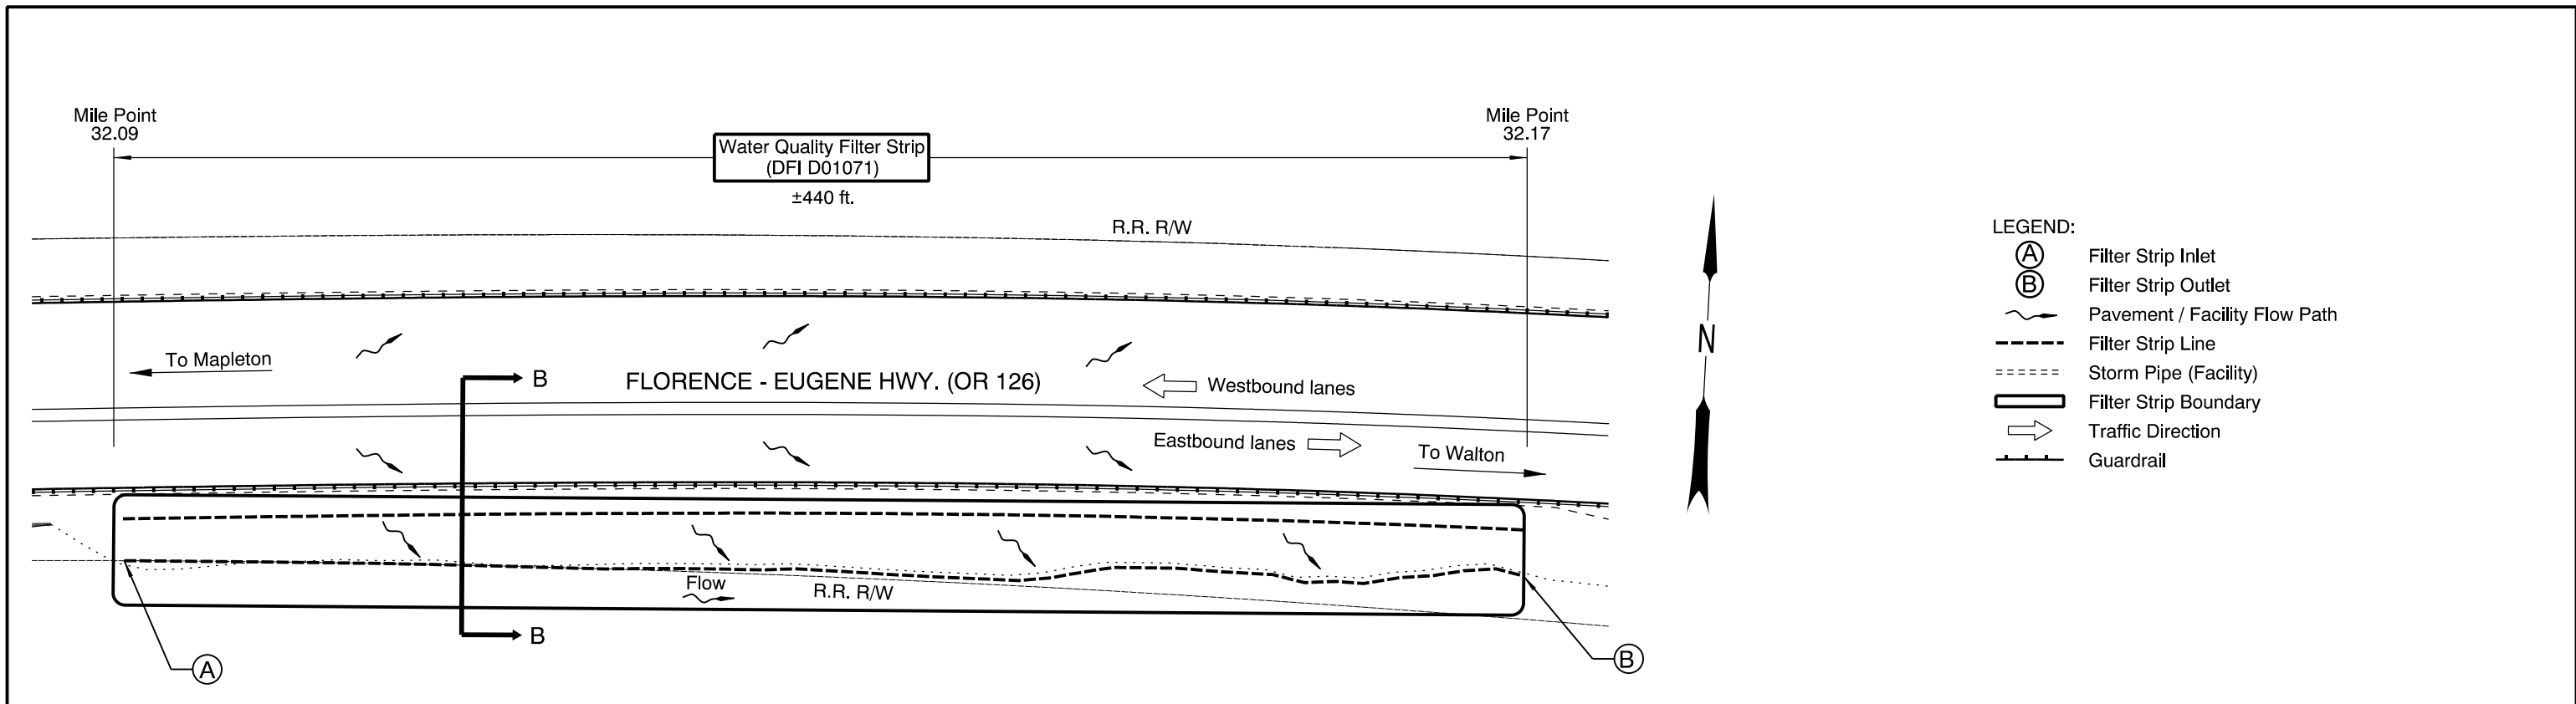 Mile Point
32.09
Water Quality Filter Strip
(DFI D01071)
±440 ft.
Mile Point
32.17
R.R. R/W
To Mapleton
B
FLORENCE - EUGENE HWY. (OR 126)
Westbound lanes
Eastbound lanes
To Walton
Flow
R.R. R/W
B
A
B
N
LEGEND:
A Filter Strip Inlet
B Filter Strip Outlet
Pavement / Facility Flow Path
Filter Strip Line
Storm Pipe (Facility)
Filter Strip Boundary
Traffic Direction
Guardrail